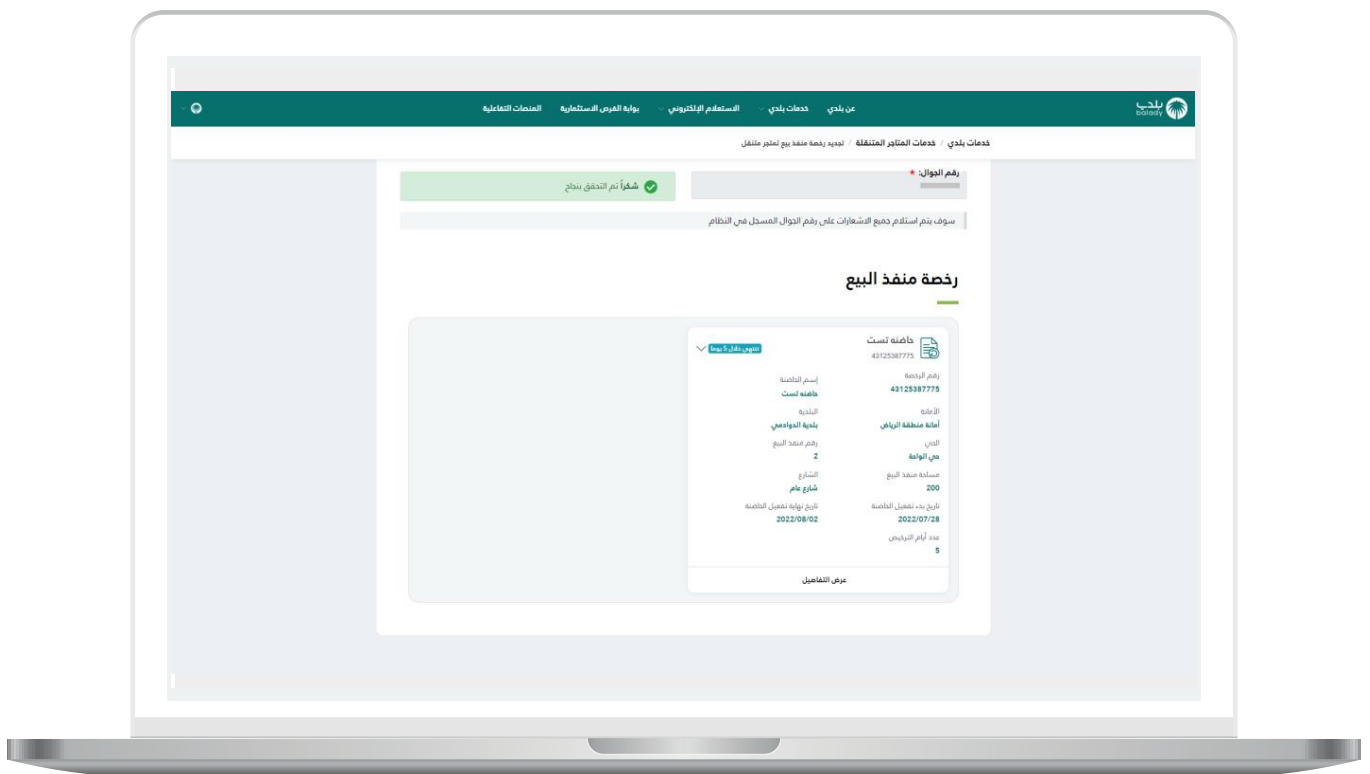 بلدي
balady
عن بلدي
خدمات بلدي
الاستعلام الإلكتروني
بوابة الفرص الاستثمارية
المنصات التفاعلية
خدمات بلدي / خدمات المتاجر المتنقلة / تجديد رخصة منفذ بيع لمتجر متنقل
رقم الجوال: *
شكراً تم التحقق بنجاح
سوف يتم استلام جميع الاشعارات على رقم الجوال المسجل في النظام
رخصة منفذ البيع
حاضنه تست
43125387775
تنتهي خلال 5 يوما
رقم الرخصة
43125387775
إسم الحاضنة
حاضنه تست
الأمانة
أمانة منطقة الرياض
البلدية
بلدية الدوادمي
الحي
حي الواحة
رقم منفذ البيع
2
مساحة منفذ البيع
200
الشارع
شارع عام
تاريخ بدء تفعيل الحاضنة
2022/07/28
تاريخ نهاية تفعيل الحاضنة
2022/08/02
عدد أيام الترخيص
5
عرض التفاصيل